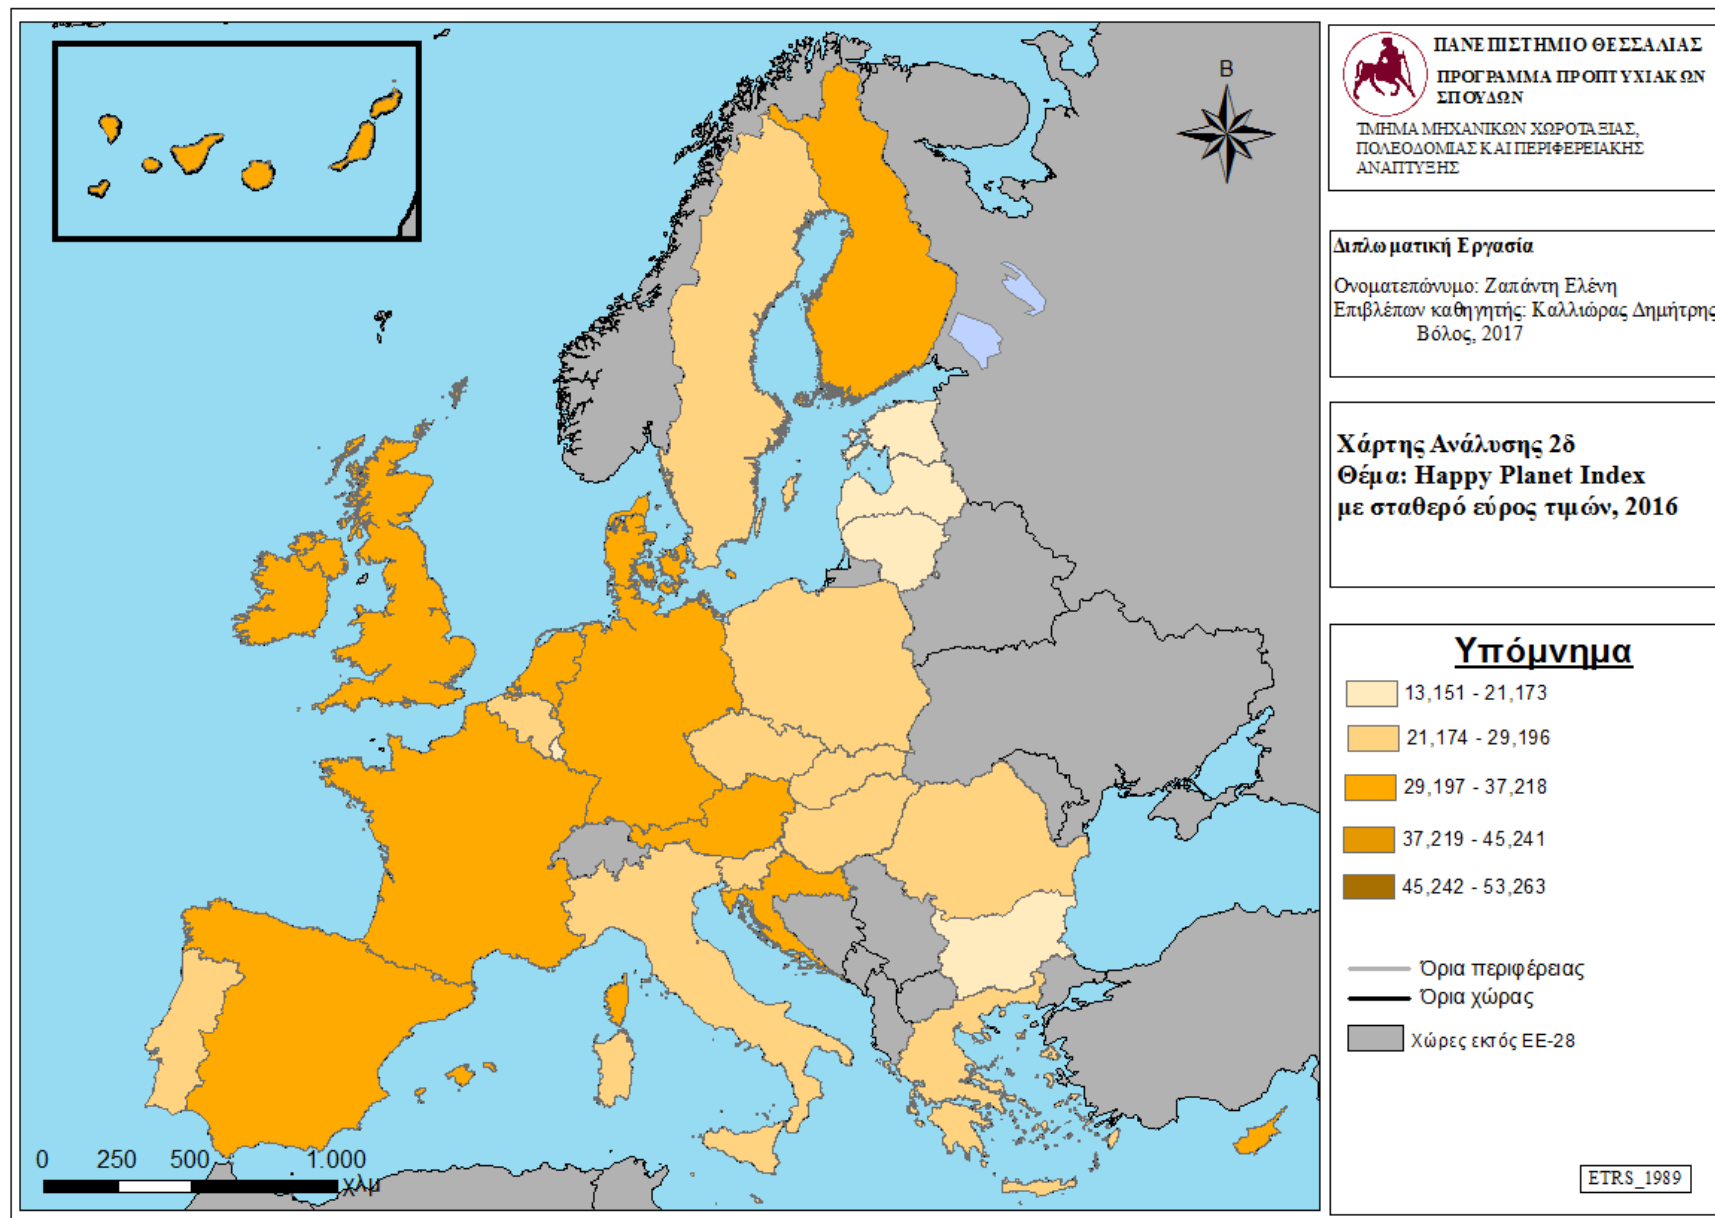 ΠΑΝΕΠΙΣΤΗΜΙΟ ΘΕΣΣΑΛΙΑΣ
ΠΡΟΓΡΑΜΜΑ ΠΡΟΠΤΥΧΙΑΚΩΝ
ΣΠΟΥΔΩΝ
ΤΜΗΜΑ ΜΗΧΑΝΙΚΩΝ ΧΩΡΟΤΑΞΙΑΣ,
ΠΟΛΕΟΔΟΜΙΑΣ ΚΑΙ ΠΕΡΙΦΕΡΕΙΑΚΗΣ
ΑΝΑΠΤΥΞΗΣ
Β
Διπλωματική Εργασία
Ονοματεπώνυμο: Ζαπάντη Ελένη
Επιβλέπων καθηγητής: Καλλιώρας Δημήτρης
Βόλος, 2017
Χάρτης Ανάλυσης 2δ
Θέμα: Happy Planet Index
με σταθερό εύρος τιμών, 2016
Υπόμνημα
13,151 - 21,173
21,174 - 29,196
29,197 - 37,218
37,219 - 45,241
45,242 - 53,263
Όρια περιφέρειας
Όρια χώρας
Χώρες εκτός ΕΕ-28
ETRS_1989
0 250 500 1.000
χλμ